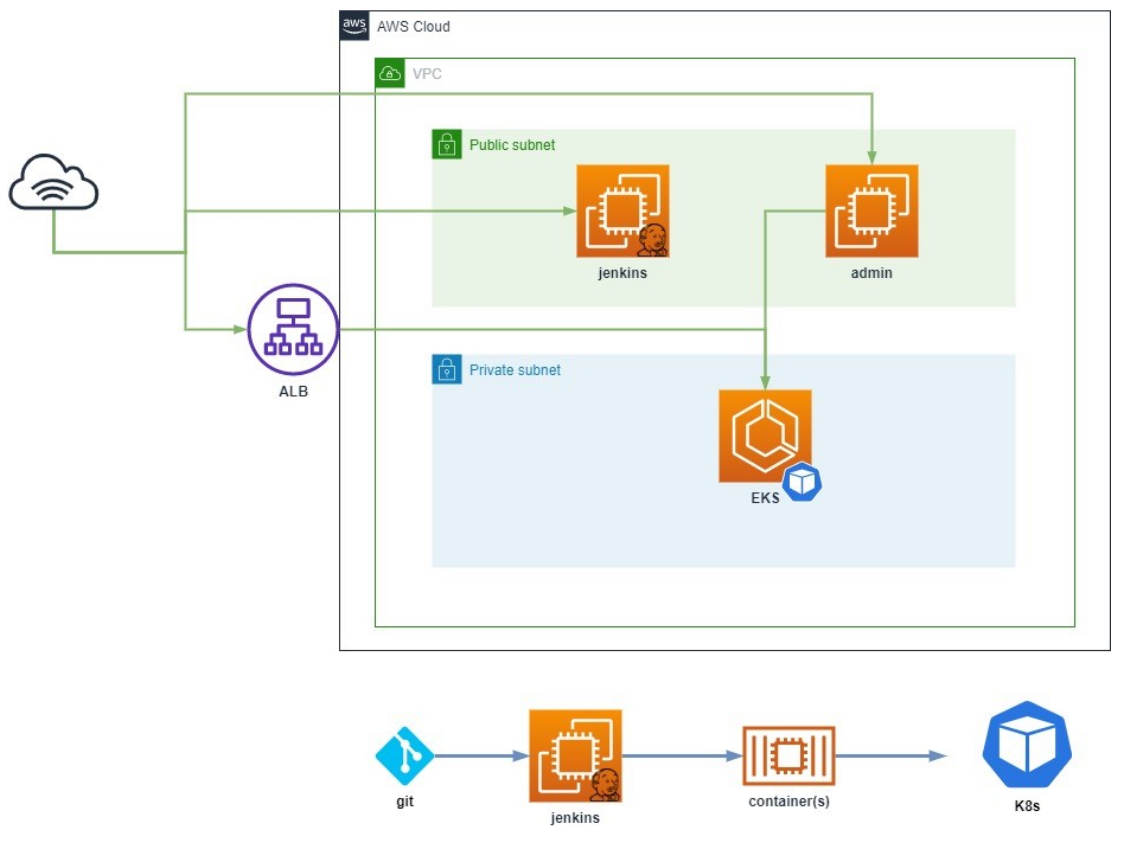 aws
AWS Cloud
VPC
Public subnet
jenkins
admin
ALB
Private subnet
EKS
git
jenkins
container(s)
K8s